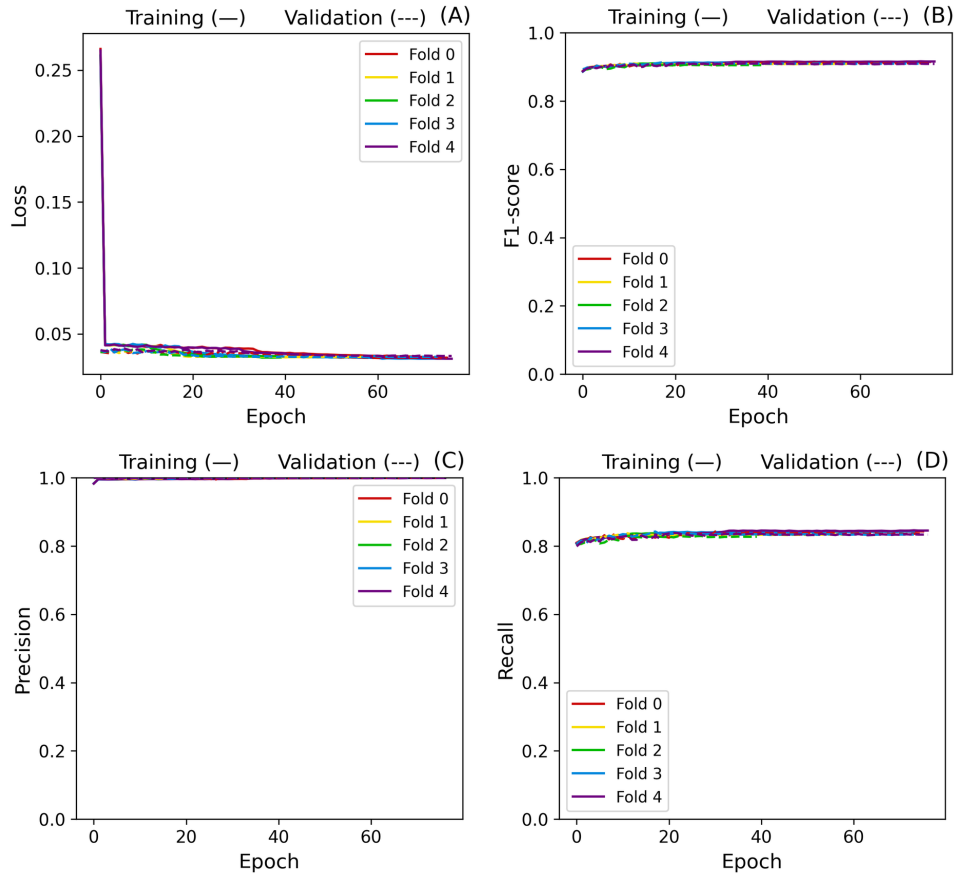 Training (—) Validation (---) (A)
0.25
0.20
0.15
0.10
0.05
Loss
Fold 0
Fold 1
Fold 2
Fold 3
Fold 4
0 20 40 60
Epoch
Training (—) Validation (---) (B)
1.0
0.8
0.6
0.4
0.2
0.0
F1-score
Fold 0
Fold 1
Fold 2
Fold 3
Fold 4
0 20 40 60 80
Epoch
Training (—) Validation (---) (C)
1.0
0.8
0.6
0.4
0.2
0.0
Precision
Fold 0
Fold 1
Fold 2
Fold 3
Fold 4
0 20 40 60
Epoch
Training (—) Validation (---) (D)
1.0
0.8
0.6
0.4
0.2
0.0
Recall
Fold 0
Fold 1
Fold 2
Fold 3
Fold 4
0 20 40 60
Epoch